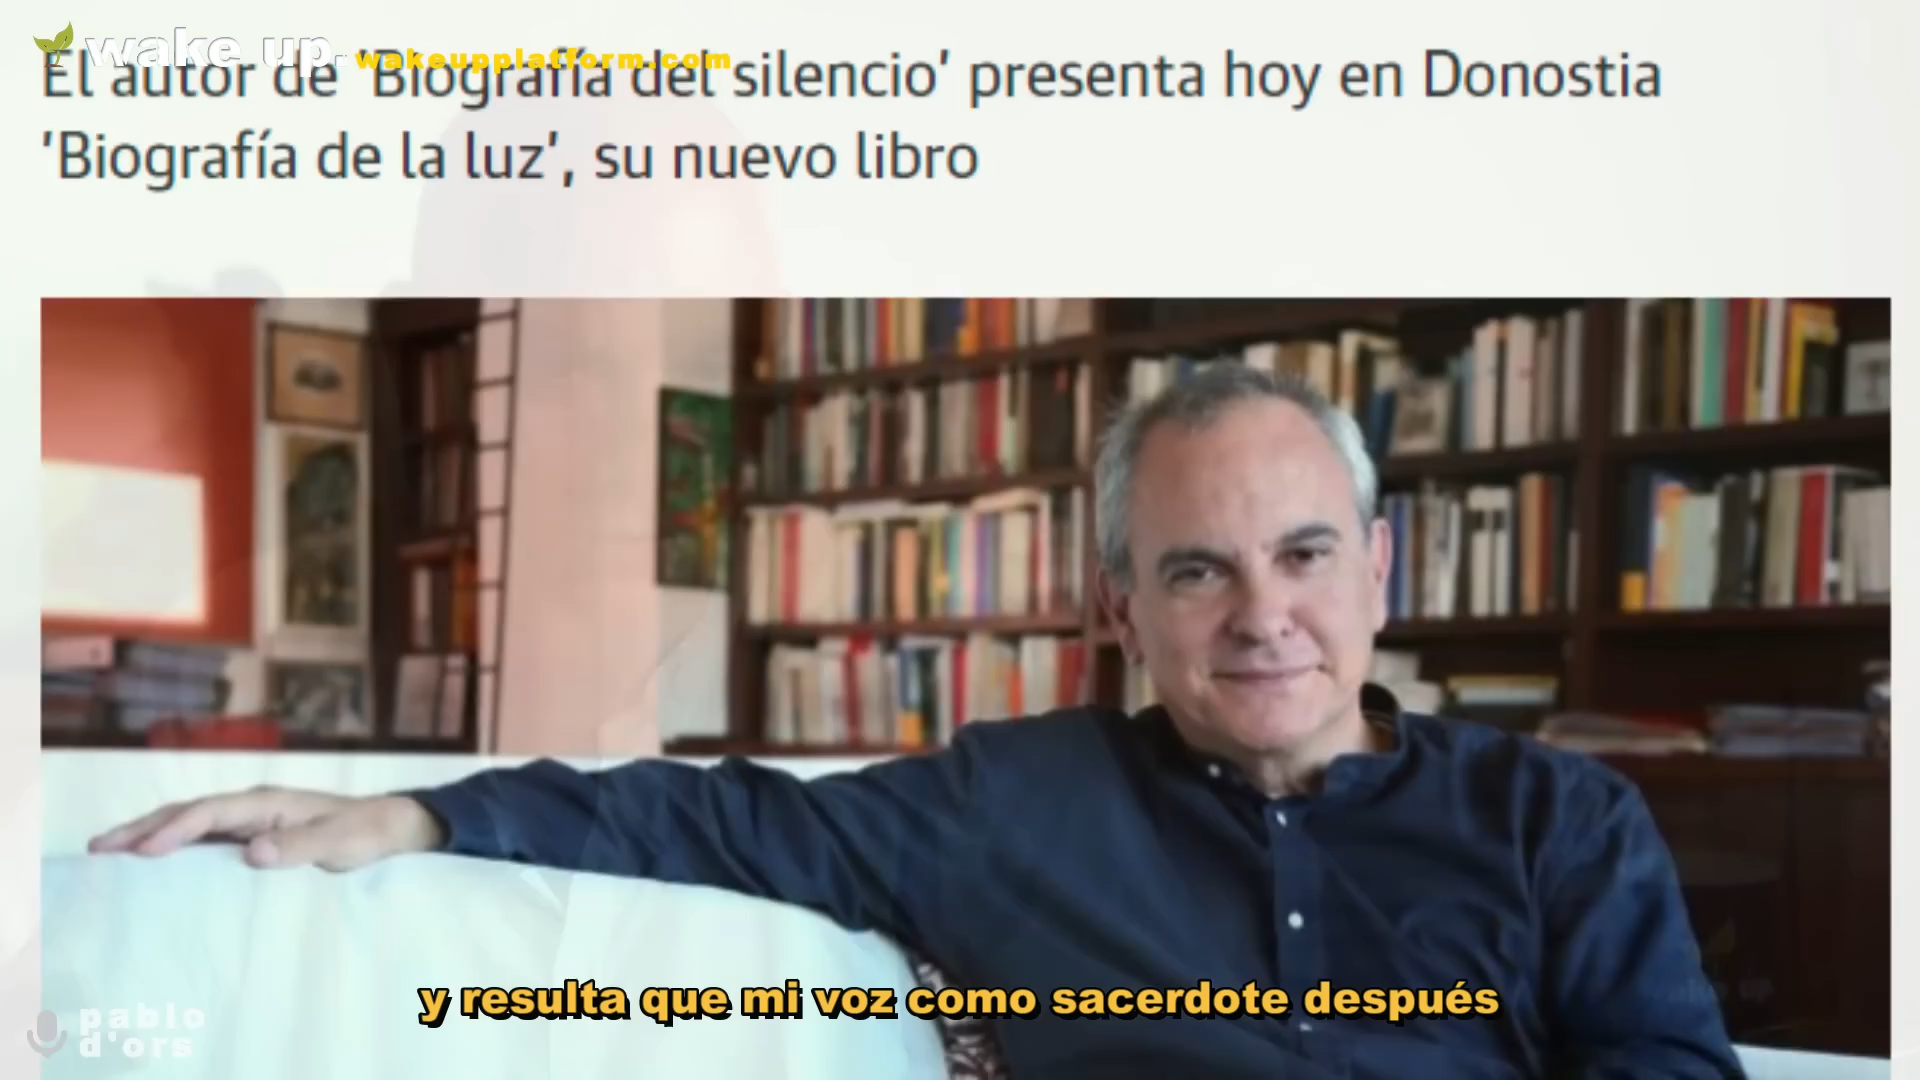 wake up
wakeupplatform.com
El autor de 'Biografía del silencio' presenta hoy en Donostia
'Biografía de la luz', su nuevo libro
y resulta que mi voz como sacerdote después
pablo
d'ors